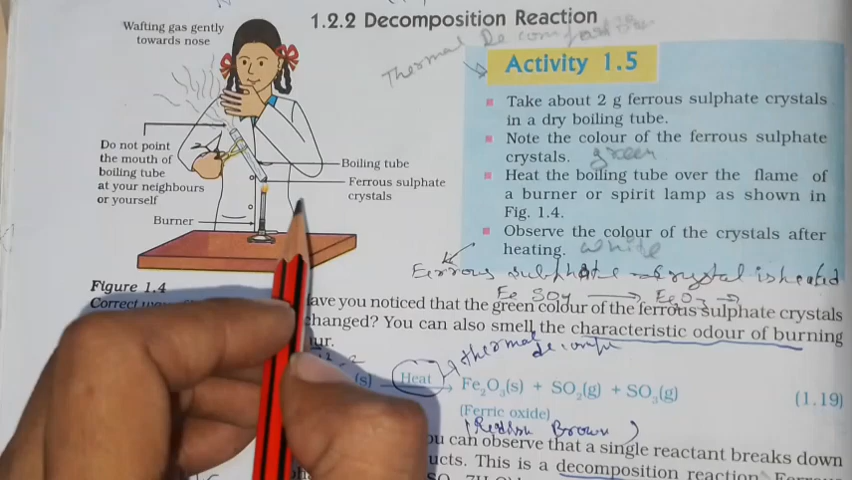 1.2.2 Decomposition Reaction
Wafting gas gently
towards nose
Thermal
Activity 1.5
Take about 2 g ferrous sulphate crystals
in a dry boiling tube.
Note the colour of the ferrous sulphate
crystals. green
Heat the boiling tube over the flame of
a burner or spirit lamp as shown in
Fig. 1.4.
Observe the colour of the crystals after
heating. white
Do not point
the mouth of
boiling tube
at your neighbours
or yourself
Boiling tube
Ferrous sulphate
crystals
Burner
Ferrous sulphate crystal is heated
Fe SO4 → Fe2O3 →
Figure 1.4
ave you noticed that the green colour of the ferrous sulphate crystals
changed? You can also smell the characteristic odour of burning
ur.
thermal
(s) Heat → Fe₂O₃(s) + SO₂(g) + SO₃(g) (1.19)
(Ferric oxide)
(Reddish Brown)
ou can observe that a single reactant breaks down
ucts. This is a decomposition reaction. Ferrous